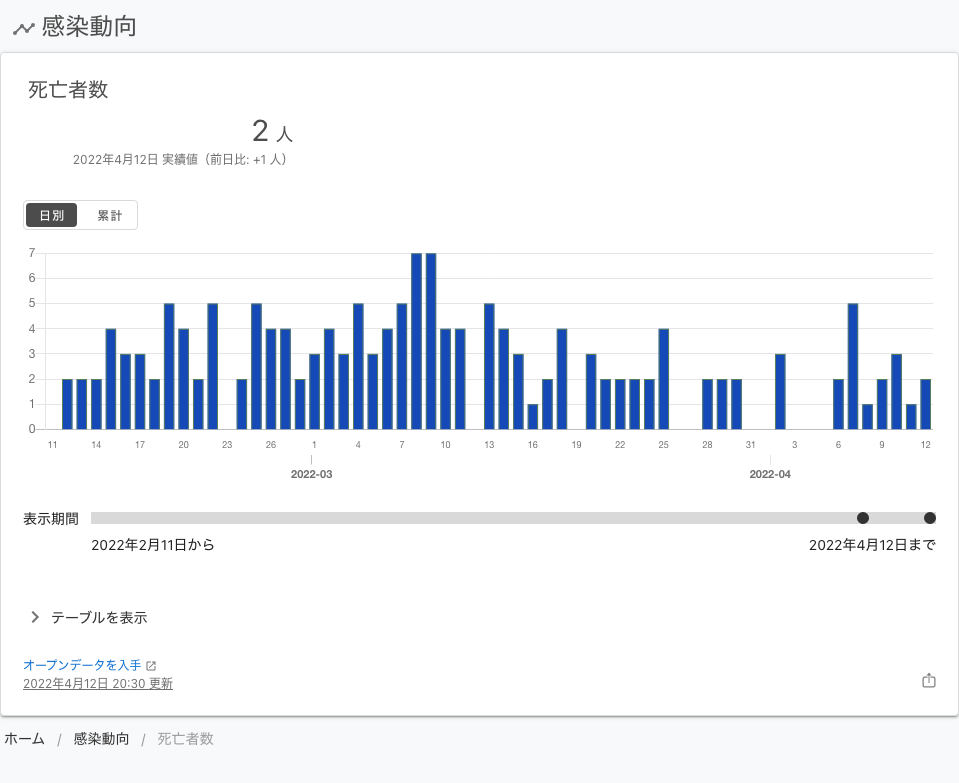 感染動向
死亡者数
2 人
2022年4月12日 実績値（前日比: +1 人）
日別 累計
7
6
5
4
3
2
1
0
11 14 17 20 23 26 1 4 7 10 13 16 19 22 25 28 31 3 6 9 12
2022-03 2022-04
表示期間
2022年2月11日から 2022年4月12日まで
テーブルを表示
オープンデータを入手
2022年4月12日 20:30 更新
ホーム / 感染動向 / 死亡者数